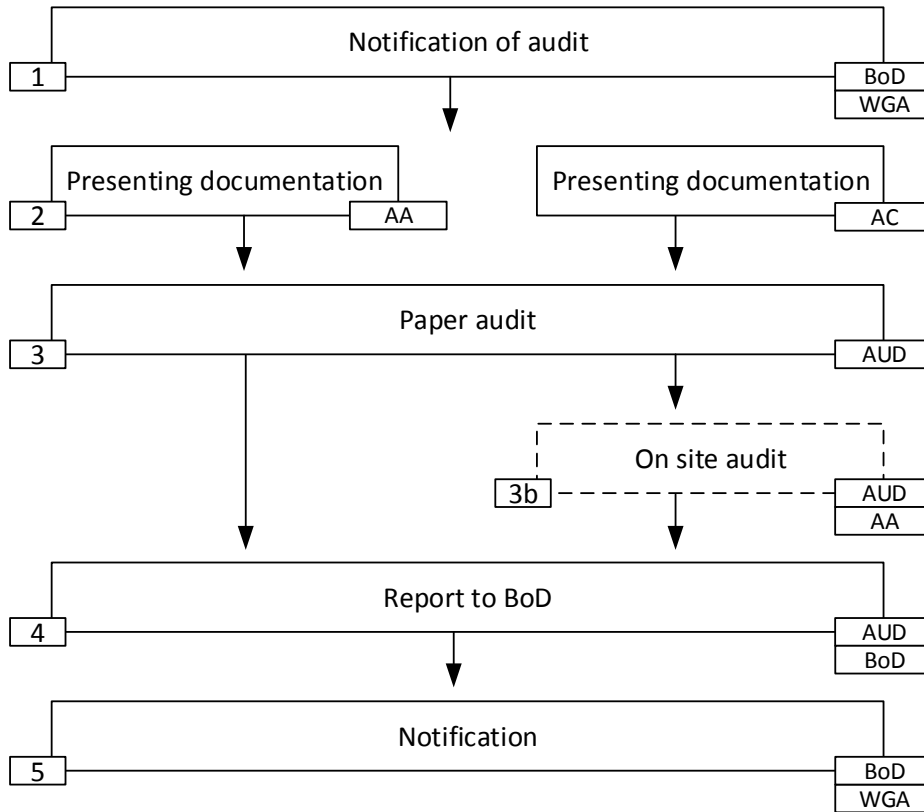 Notification of audit
1
BoD
WGA
Presenting documentation
2
AA
Presenting documentation
AC
Paper audit
3
AUD
On site audit
3b
AUD
AA
Report to BoD
4
AUD
BoD
Notification
5
BoD
WGA